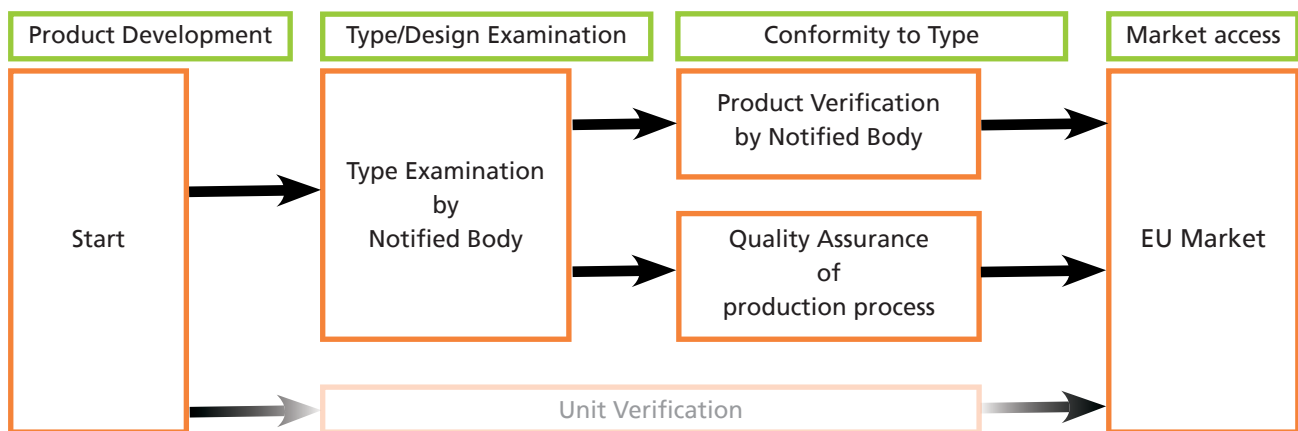 Product Development
Type/Design Examination
Conformity to Type
Market access
Start
Type Examination
by
Notified Body
Product Verification
by Notified Body
Quality Assurance
of
production process
EU Market
Unit Verification